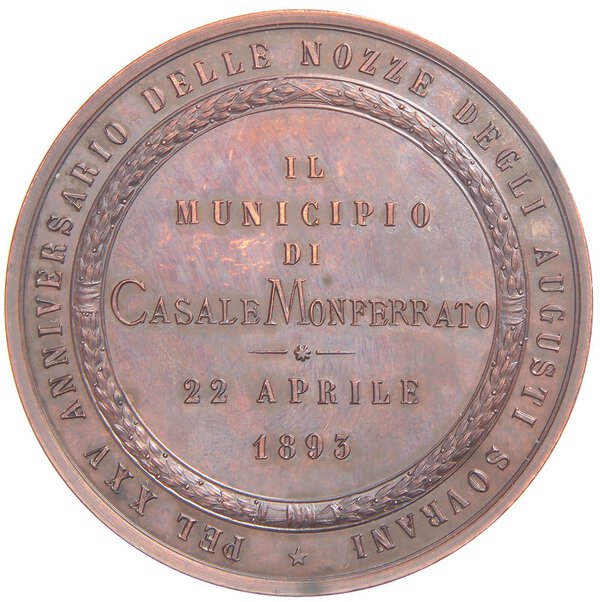 PEL XXV ANNIVERSARIO DELLE NOZZE DEGLI AUGUSTI SOVRANI
IL
MUNICIPIO
DI
CASALE MONFERRATO
22 APRILE
1893